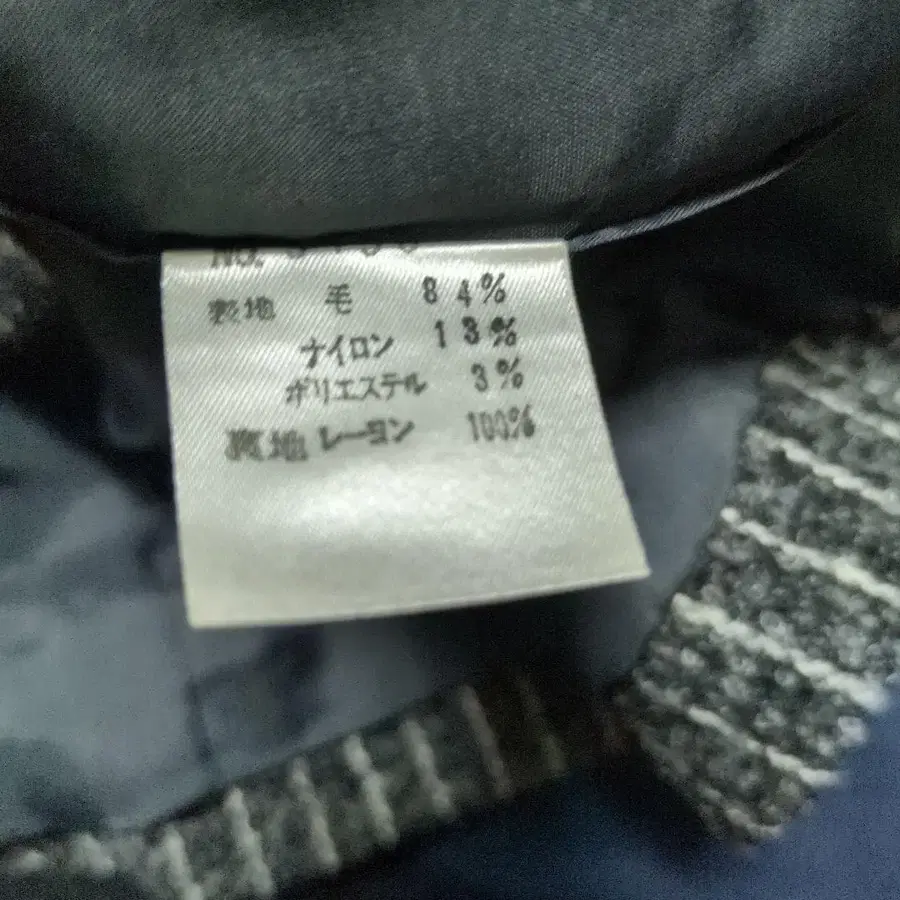 No.
表地 毛 84%
ナイロン 13%
ポリエステル 3%
裏地 レーヨン 100%